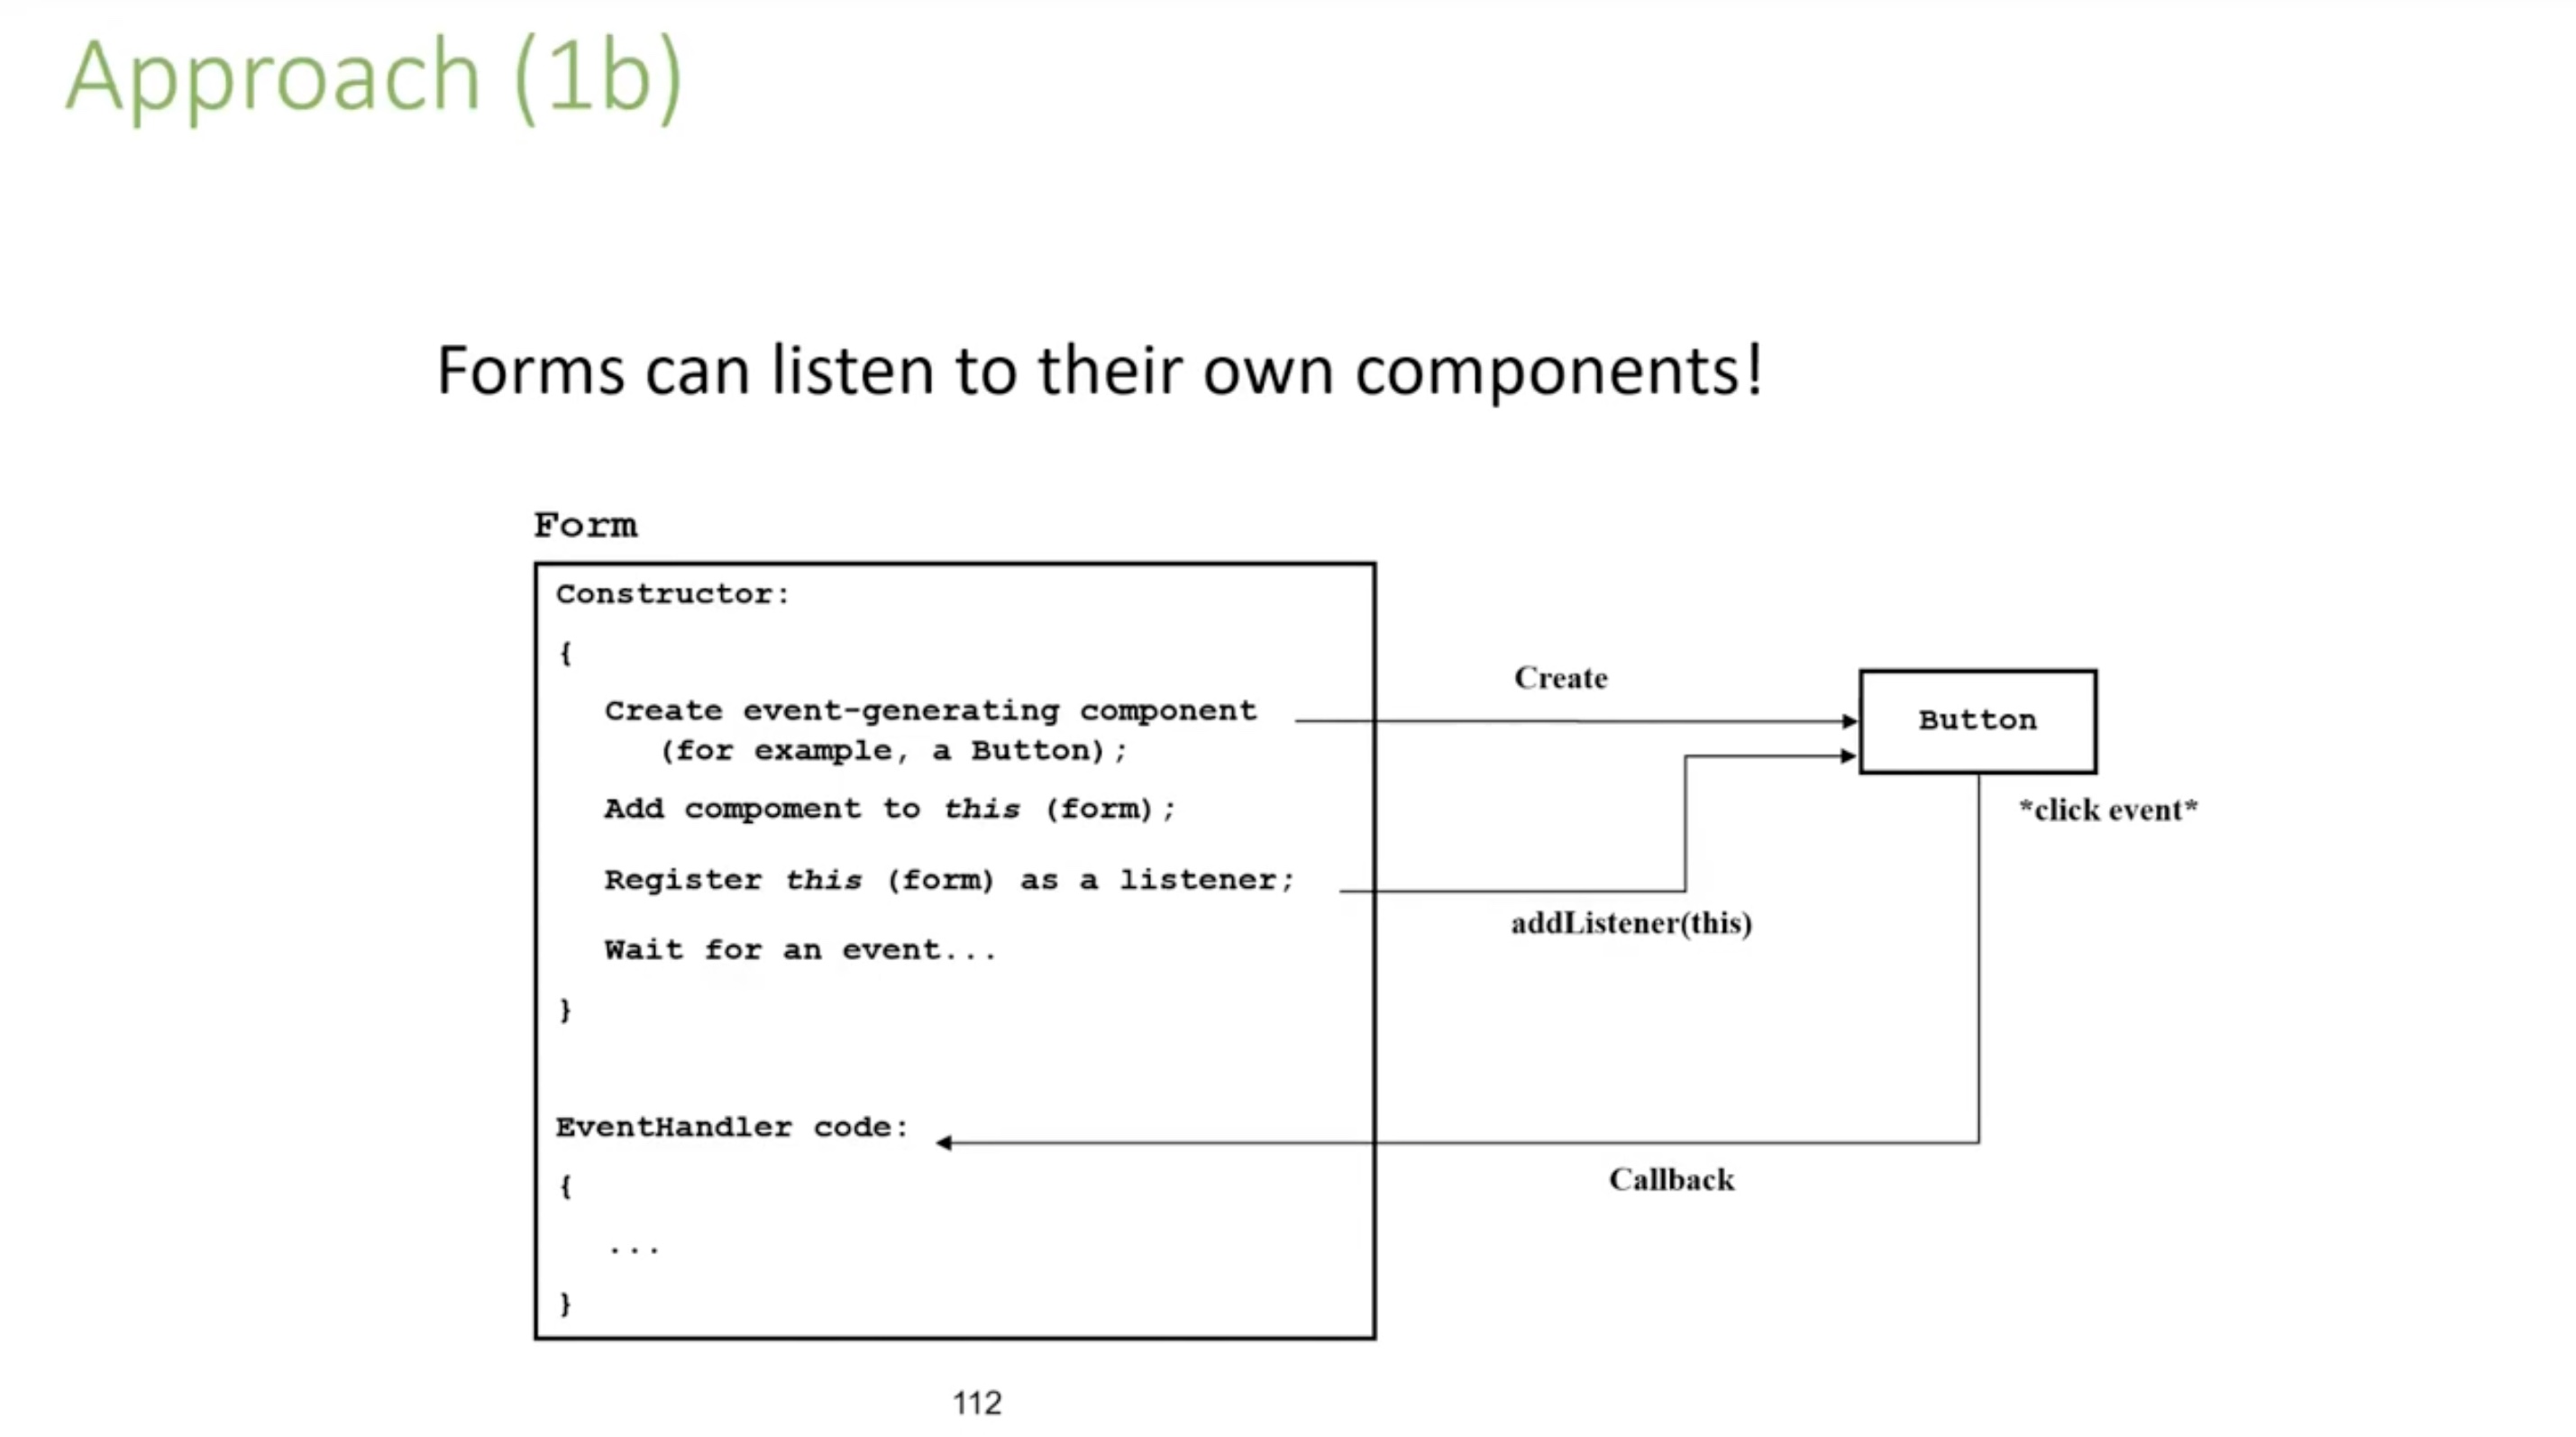 Approach (1b)
Forms can listen to their own components!
Form
Constructor:
{
Create event-generating component
(for example, a Button);
Add compoment to this (form);
Register this (form) as a listener;
Wait for an event...
}
EventHandler code:
{
...
}
Create
Button
*click event*
addListener(this)
Callback
112